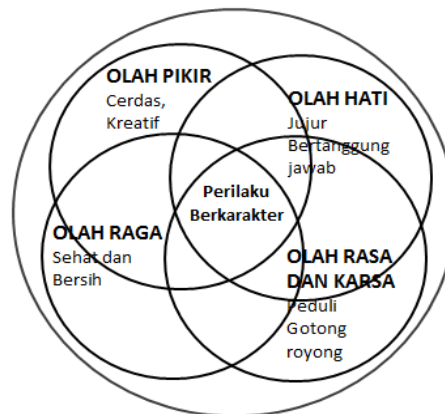 OLAH PIKIR
Cerdas,
Kreatif
OLAH HATI
Jujur
Bertanggung
jawab
Perilaku
Berkarakter
OLAH RAGA
Sehat dan
Bersih
OLAH RASA
DAN KARSA
Peduli
Gotong
royong